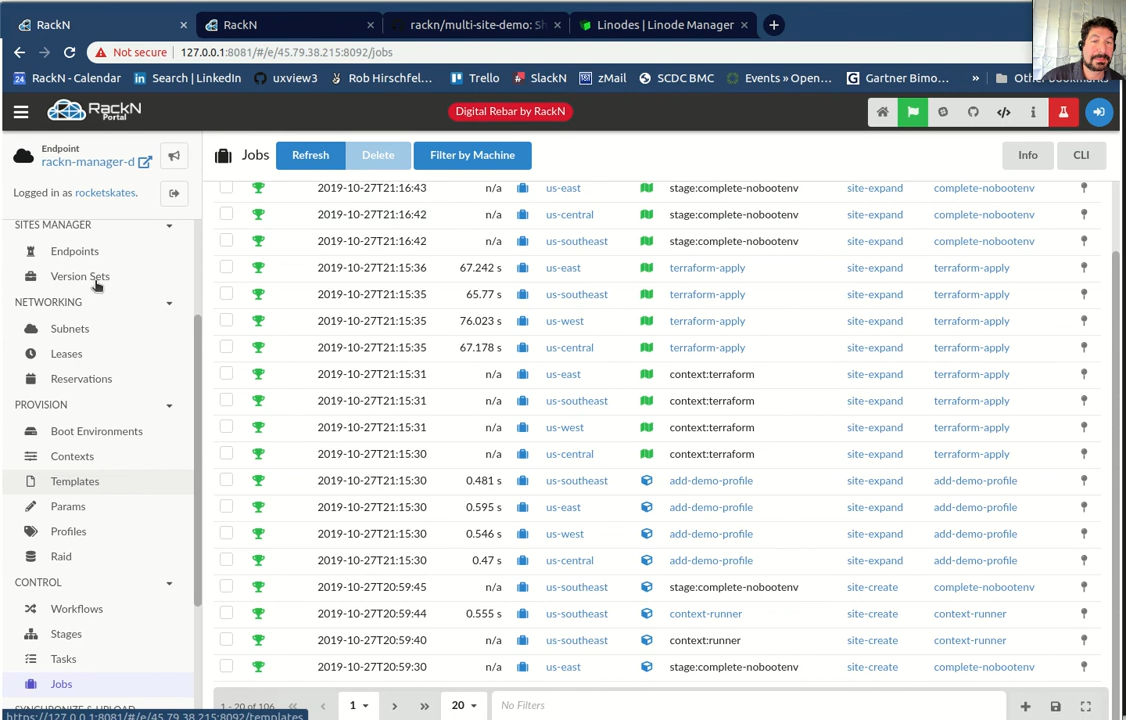 RackN × RackN × rackn/multi-site-demo: Sh × Linodes | Linode Manager × +
Not secure 127.0.0.1:8081/#/e/45.79.38.215:8092/jobs
24 RackN - Calendar in Search | LinkedIn uxview3 Rob Hirschfel... Trello SlackN zMail SCDC BMC Events » Open... G Gartner Bimo... » Other Bookmarks
RackN Portal Digital Rebar by RackN
Endpoint
rackn-manager-d
Logged in as rocketskates.
Jobs Refresh Delete Filter by Machine Info CLI
SITES MANAGER
Endpoints
Version Sets
NETWORKING
Subnets
Leases
Reservations
PROVISION
Boot Environments
Contexts
Templates
Params
Profiles
Raid
CONTROL
Workflows
Stages
Tasks
Jobs
SYNCHRONIZE & UPLOAD
2019-10-27T21:16:43 n/a us-east stage:complete-nobootenv site-expand complete-nobootenv
2019-10-27T21:16:42 n/a us-central stage:complete-nobootenv site-expand complete-nobootenv
2019-10-27T21:16:42 n/a us-southeast stage:complete-nobootenv site-expand complete-nobootenv
2019-10-27T21:15:36 67.242 s us-east terraform-apply site-expand terraform-apply
2019-10-27T21:15:35 65.77 s us-southeast terraform-apply site-expand terraform-apply
2019-10-27T21:15:35 76.023 s us-west terraform-apply site-expand terraform-apply
2019-10-27T21:15:35 67.178 s us-central terraform-apply site-expand terraform-apply
2019-10-27T21:15:31 n/a us-east context:terraform site-expand terraform-apply
2019-10-27T21:15:31 n/a us-southeast context:terraform site-expand terraform-apply
2019-10-27T21:15:31 n/a us-west context:terraform site-expand terraform-apply
2019-10-27T21:15:30 n/a us-central context:terraform site-expand terraform-apply
2019-10-27T21:15:30 0.481 s us-southeast add-demo-profile site-expand add-demo-profile
2019-10-27T21:15:30 0.595 s us-east add-demo-profile site-expand add-demo-profile
2019-10-27T21:15:30 0.546 s us-west add-demo-profile site-expand add-demo-profile
2019-10-27T21:15:30 0.47 s us-central add-demo-profile site-expand add-demo-profile
2019-10-27T20:59:45 n/a us-southeast stage:complete-nobootenv site-create complete-nobootenv
2019-10-27T20:59:44 0.555 s us-southeast context-runner site-create context-runner
2019-10-27T20:59:40 n/a us-southeast context:runner site-create context-runner
2019-10-27T20:59:30 n/a us-east stage:complete-nobootenv site-create complete-nobootenv
1 - 20 of 106 « ‹ 1 › » 20 No Filters
https://127.0.0.1:8081/#/e/45.79.38.215:8092/templates